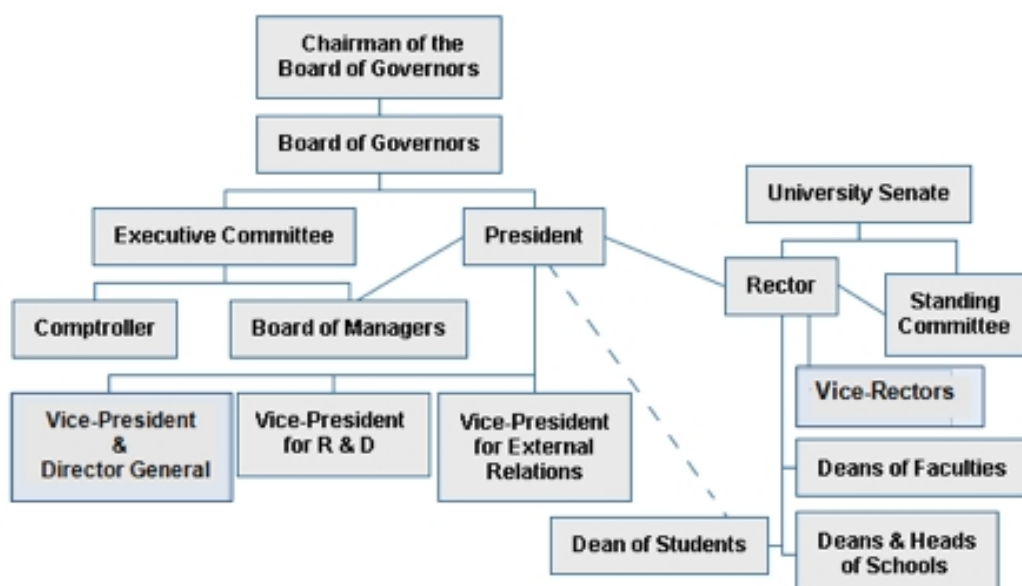 Chairman of the
Board of Governors
Board of Governors
University Senate
Executive Committee
President
Rector
Standing
Committee
Comptroller
Board of Managers
Vice-Rectors
Vice-President
&
Director General
Vice-President
for R & D
Vice-President
for External
Relations
Deans of Faculties
Dean of Students
Deans & Heads
of Schools